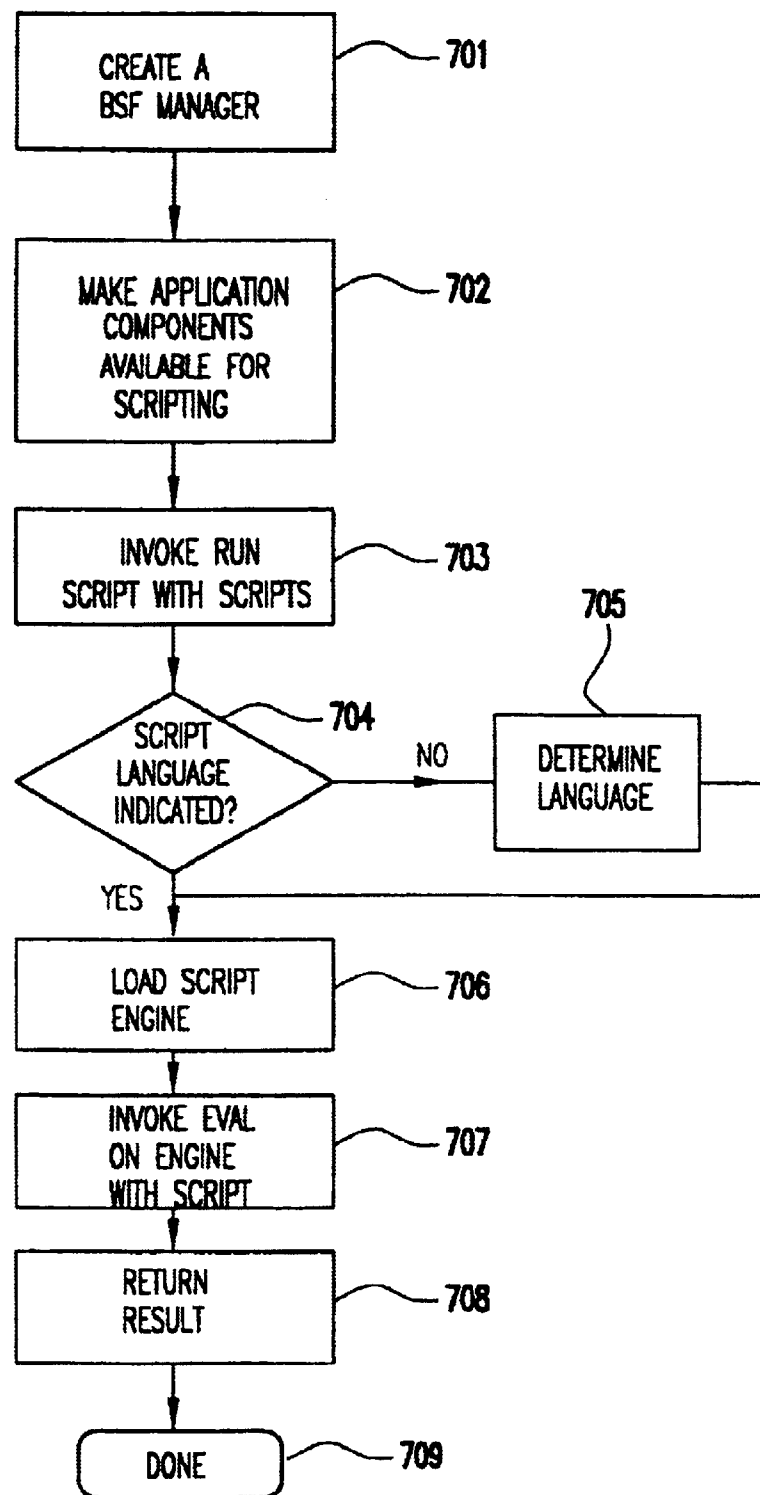 CREATE A
BSF MANAGER
701
MAKE APPLICATION
COMPONENTS
AVAILABLE FOR
SCRIPTING
702
INVOKE RUN
SCRIPT WITH SCRIPTS
703
SCRIPT
LANGUAGE
INDICATED?
704
NO
705
DETERMINE
LANGUAGE
YES
LOAD SCRIPT
ENGINE
706
INVOKE EVAL
ON ENGINE
WITH SCRIPT
707
RETURN
RESULT
708
DONE
709